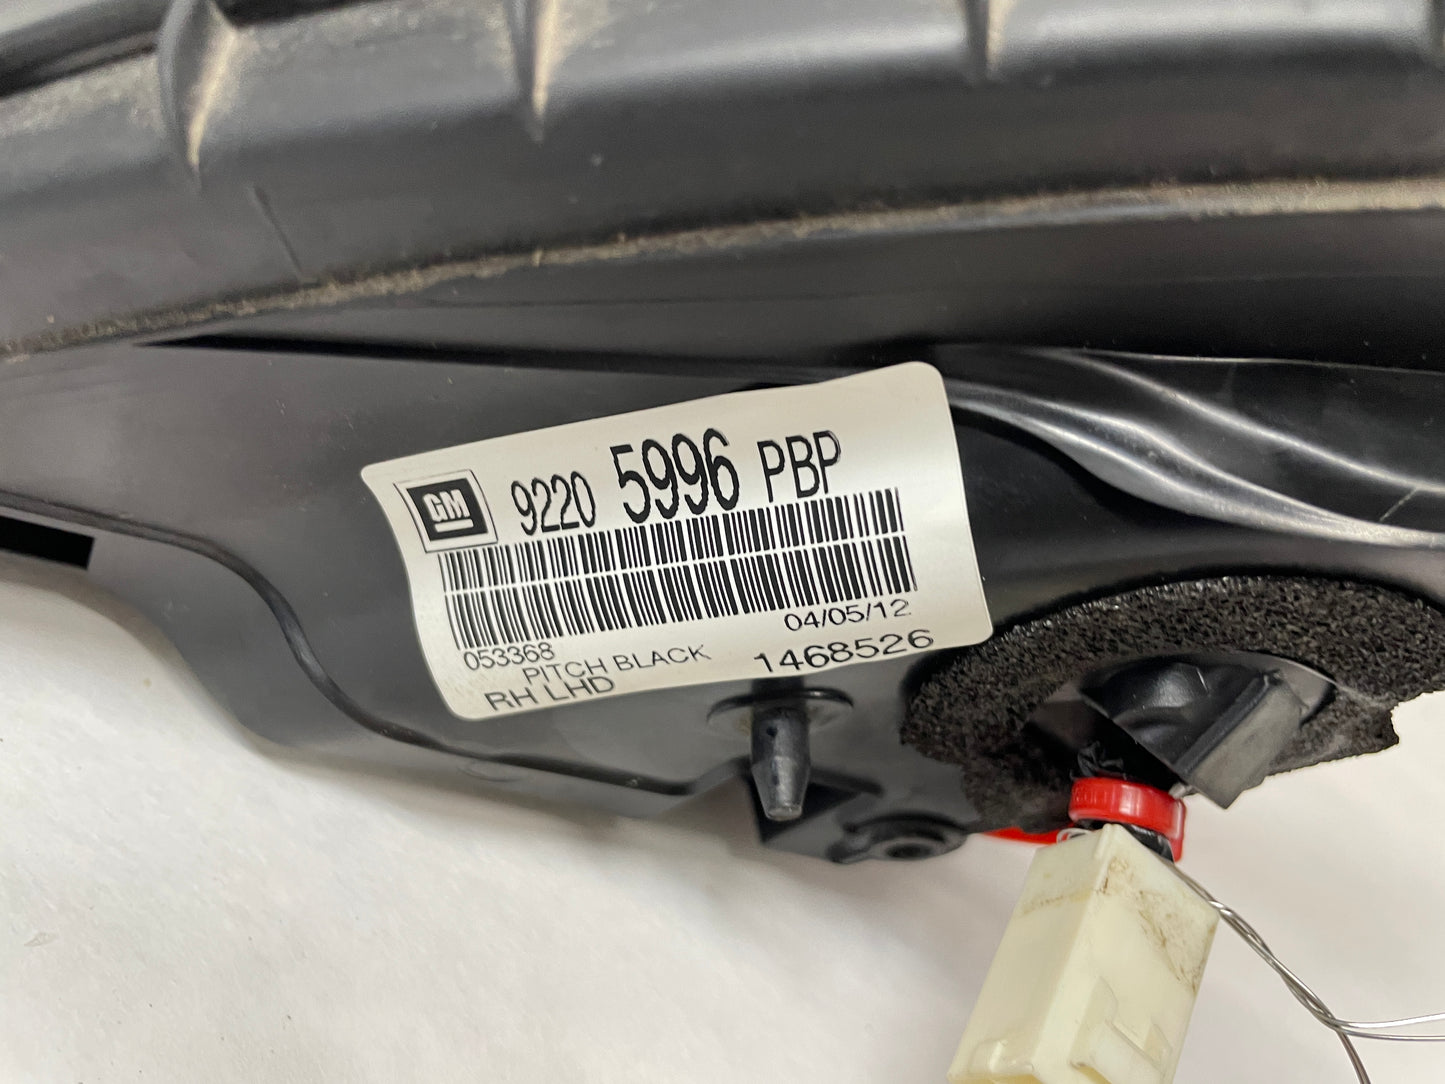 GM 9220 5996 PBP
04/05/12
053368
PITCH BLACK 1468526
RH LHD